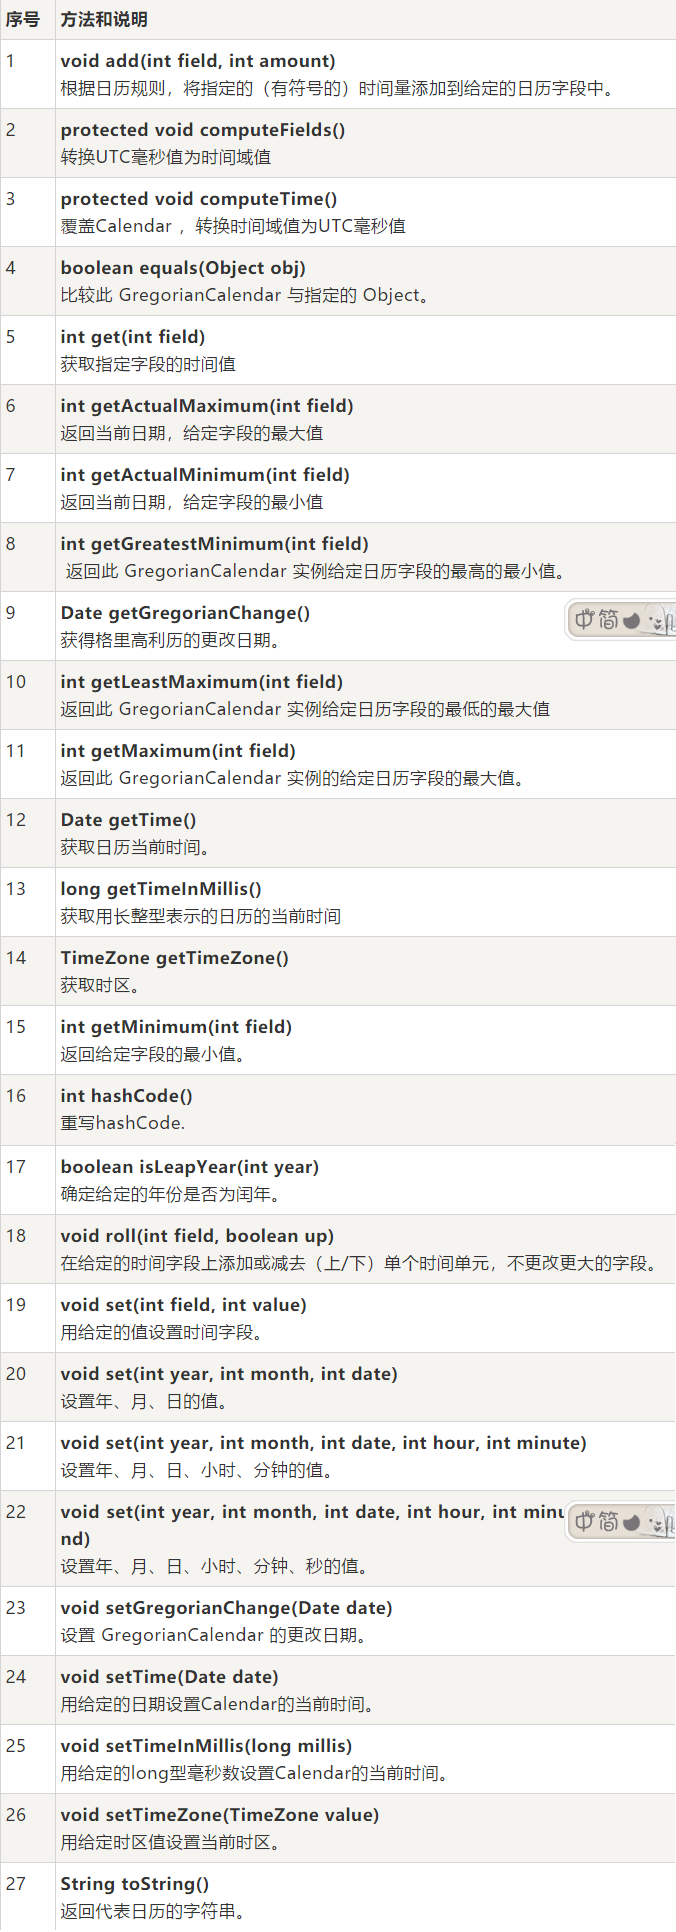 序号 方法和说明
1 void add(int field, int amount)
根据日历规则，将指定的（有符号的）时间量添加到给定的日历字段中。
2 protected void computeFields()
转换UTC毫秒值为时间域值
3 protected void computeTime()
覆盖Calendar ，转换时间域值为UTC毫秒值
4 boolean equals(Object obj)
比较此 GregorianCalendar 与指定的 Object。
5 int get(int field)
获取指定字段的时间值
6 int getActualMaximum(int field)
返回当前日期，给定字段的最大值
7 int getActualMinimum(int field)
返回当前日期，给定字段的最小值
8 int getGreatestMinimum(int field)
返回此 GregorianCalendar 实例给定日历字段的最高的最小值。
9 Date getGregorianChange()
中简
获得格里高利历的更改日期。
10 int getLeastMaximum(int field)
返回此 GregorianCalendar 实例给定日历字段的最低的最大值
11 int getMaximum(int field)
返回此 GregorianCalendar 实例的给定日历字段的最大值。
12 Date getTime()
获取日历当前时间。
13 long getTimeInMillis()
获取用长整型表示的日历的当前时间
14 TimeZone getTimeZone()
获取时区。
15 int getMinimum(int field)
返回给定字段的最小值。
16 int hashCode()
重写hashCode.
17 boolean isLeapYear(int year)
确定给定的年份是否为闰年。
18 void roll(int field, boolean up)
在给定的时间字段上添加或减去（上/下）单个时间单元，不更改更大的字段。
19 void set(int field, int value)
用给定的值设置时间字段。
20 void set(int year, int month, int date)
设置年、月、日的值。
21 void set(int year, int month, int date, int hour, int minute)
设置年、月、日、小时、分钟的值。
22 void set(int year, int month, int date, int hour, int minu
中简
nd)
设置年、月、日、小时、分钟、秒的值。
23 void setGregorianChange(Date date)
设置 GregorianCalendar 的更改日期。
24 void setTime(Date date)
用给定的日期设置Calendar的当前时间。
25 void setTimeInMillis(long millis)
用给定的long型毫秒数设置Calendar的当前时间。
26 void setTimeZone(TimeZone value)
用给定时区值设置当前时区。
27 String toString()
返回代表日历的字符串。